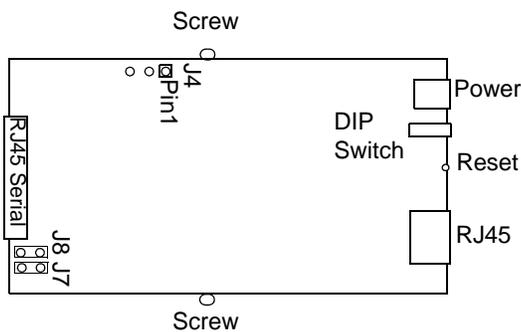 Screw
J4
Pin1
Power
DIP
Switch
RJ45 Serial
Reset
RJ45
J8
J7
Screw